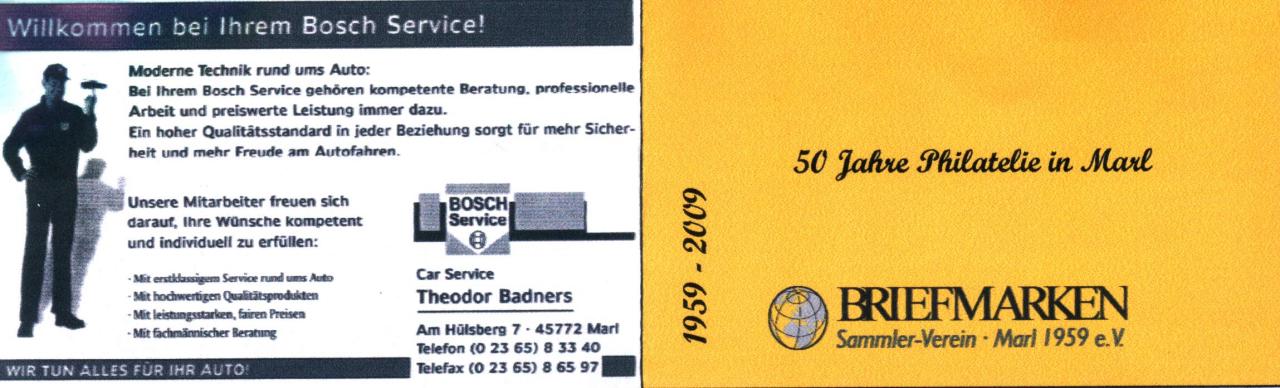 Willkommen bei Ihrem Bosch Service!
Moderne Technik rund ums Auto:
Bei Ihrem Bosch Service gehören kompetente Beratung, professionelle
Arbeit und preiswerte Leistung immer dazu.
Ein hoher Qualitätsstandard in jeder Beziehung sorgt für mehr Sicher-
heit und mehr Freude am Autofahren.
Unsere Mitarbeiter freuen sich
darauf, Ihre Wünsche kompetent
und individuell zu erfüllen:
· Mit erstklassigem Service rund ums Auto
· Mit hochwertigen Qualitätsprodukten
· Mit leistungsstarken, fairen Preisen
· Mit fachmännischer Beratung
WIR TUN ALLES FÜR IHR AUTO!
BOSCH
Service
Car Service
Theodor Badners
Am Hülsberg 7 · 45772 Marl
Telefon (0 23 65) 8 33 40
Telefax (0 23 65) 8 65 97
50 Jahre Philatelie in Marl
1959 - 2009
BRIEFMARKEN
Sammler-Verein · Marl 1959 e.V.